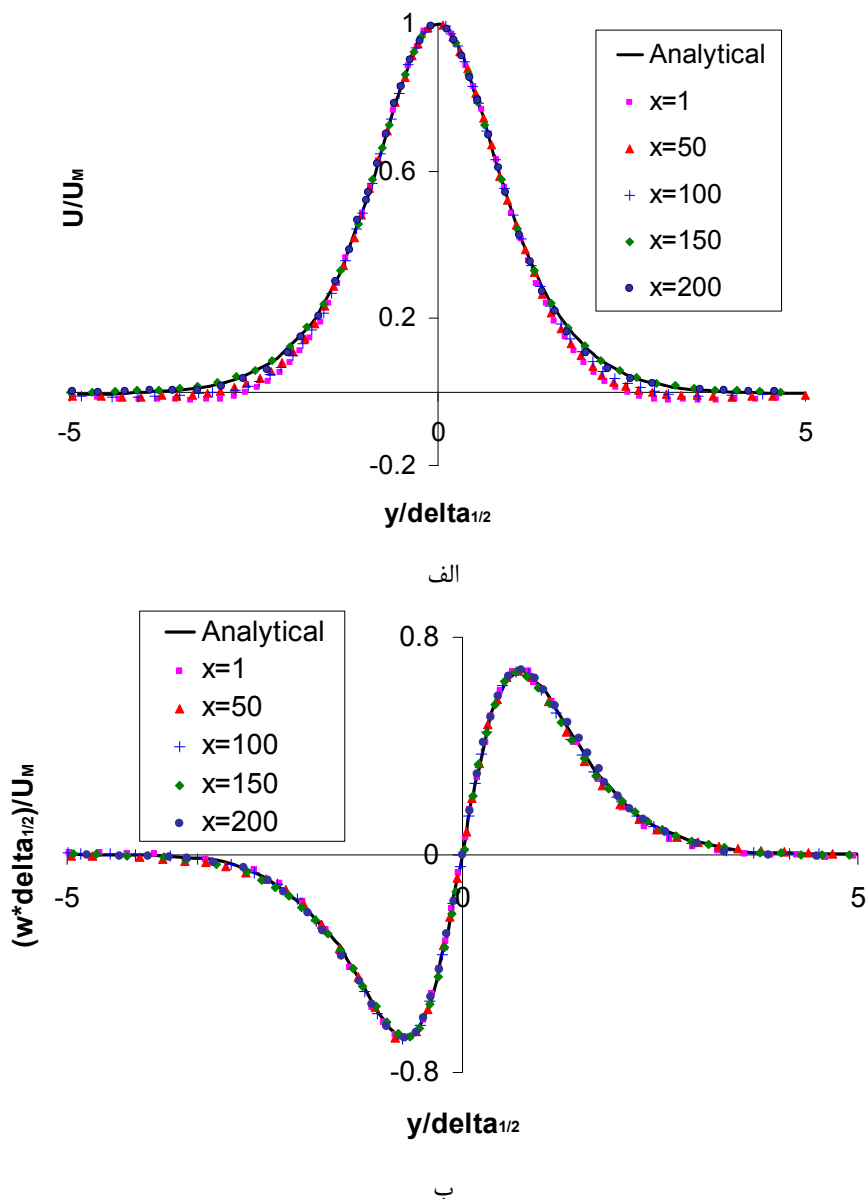 1
0.6
0.2
-0.2
-5
0
5
U/UM
y/delta1/2
Analytical
x=1
x=50
x=100
x=150
x=200
الف
Analytical
x=1
x=50
x=100
x=150
x=200
0.8
0
-0.8
-5
0
5
(w*delta1/2)/UM
y/delta1/2
ب